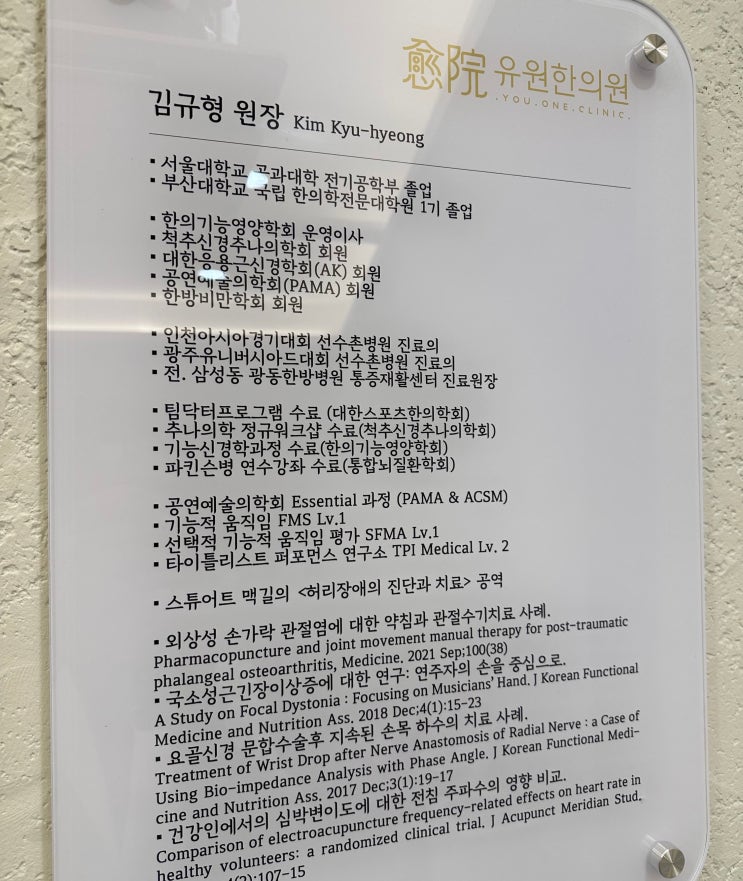 愈院 유원한의원
.YOU.ONE.CLINIC.
김규형 원장 Kim Kyu-hyeong
▪ 서울대학교 공과대학 전기공학부 졸업
▪ 부산대학교 국립 한의학전문대학원 1기 졸업
▪ 한의기능영양학회 운영이사
▪ 척추신경추나의학회 회원
▪ 대한응용근신경학회(AK) 회원
▪ 공연예술의학회(PAMA) 회원
▪ 한방비만학회 회원
▪ 인천아시아경기대회 선수촌병원 진료의
▪ 광주유니버시아드대회 선수촌병원 진료의
▪ 전. 삼성동 광동한방병원 통증재활센터 진료원장
▪ 팀닥터프로그램 수료 (대한스포츠한의학회)
▪ 추나의학 정규워크샵 수료(척추신경추나의학회)
▪ 기능신경학과정 수료(한의기능영양학회)
▪ 파킨슨병 연수강좌 수료(통합뇌질환학회)
▪ 공연예술의학회 Essential 과정 (PAMA & ACSM)
▪ 기능적 움직임 FMS Lv.1
▪ 선택적 기능적 움직임 평가 SFMA Lv.1
▪ 타이틀리스트 퍼포먼스 연구소 TPI Medical Lv. 2
▪ 스튜어트 맥길의 <허리장애의 진단과 치료> 공역
▪ 외상성 손가락 관절염에 대한 약침과 관절수기치료 사례.
Pharmacopuncture and joint movement manual therapy for post-traumatic
phalangeal osteoarthritis, Medicine. 2021 Sep;100(38)
▪ 국소성근긴장이상증에 대한 연구: 연주자의 손을 중심으로.
A Study on Focal Dystonia : Focusing on Musicians' Hand. J Korean Functional
Medicine and Nutrition Ass. 2018 Dec;4(1):15-23
▪ 요골신경 문합수술후 지속된 손목 하수의 치료 사례.
Treatment of Wrist Drop after Nerve Anastomosis of Radial Nerve : a Case of
Using Bio-impedance Analysis with Phase Angle. J Korean Functional Medi-
cine and Nutrition Ass. 2017 Dec;3(1):19-17
▪ 건강인에서의 심박변이도에 대한 전침 주파수의 영향 비교.
Comparison of electroacupuncture frequency-related effects on heart rate in
healthy volunteers: a randomized clinical trial. J Acupunct Meridian Stud.
:107-15